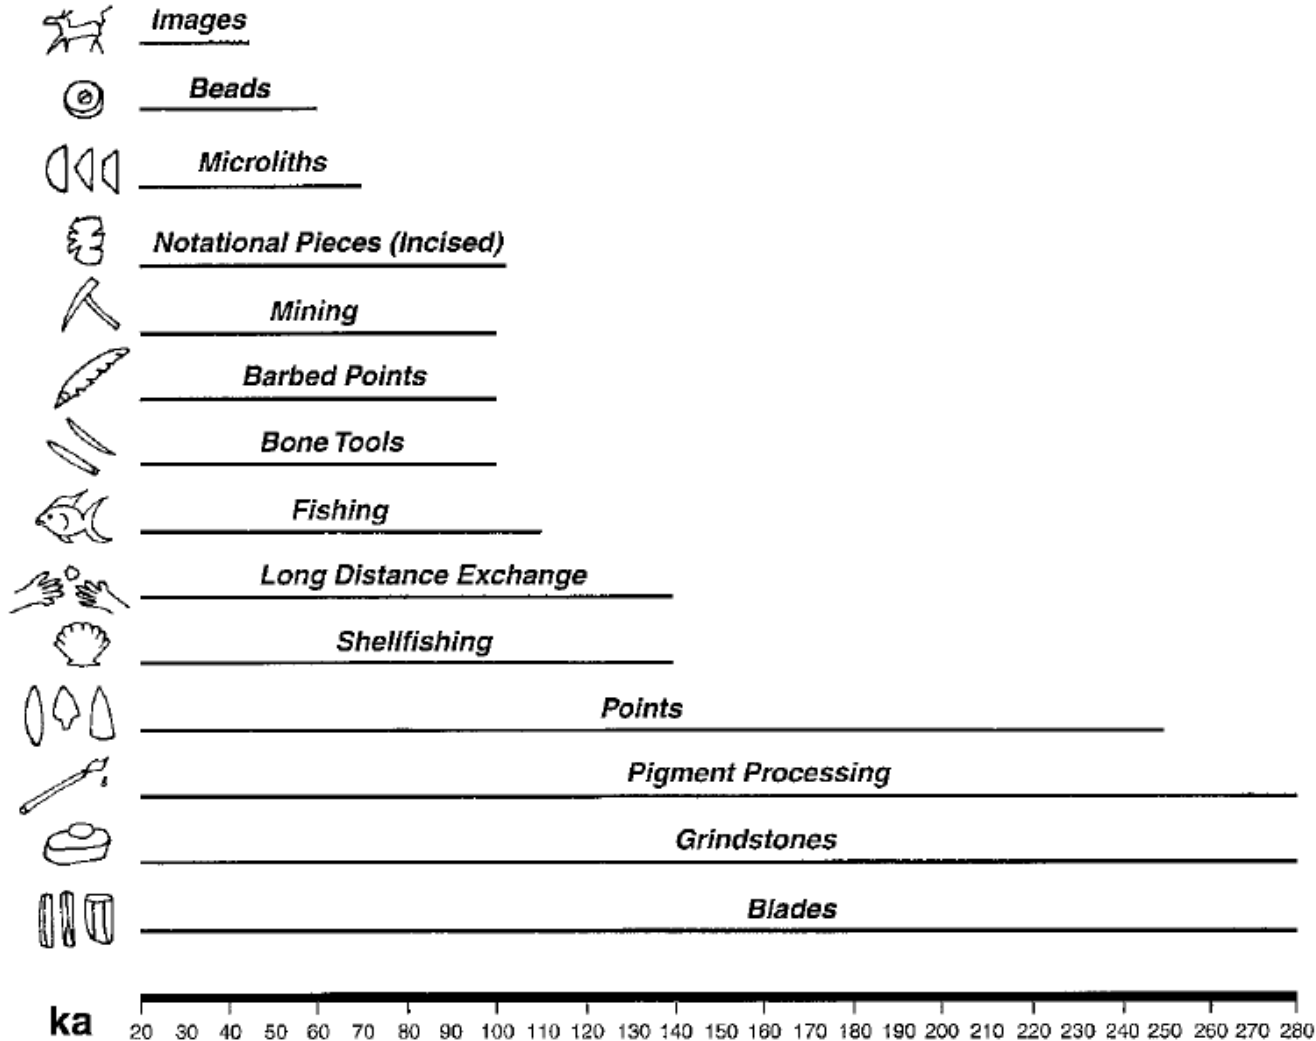 Images
Beads
Microliths
Notational Pieces (Incised)
Mining
Barbed Points
Bone Tools
Fishing
Long Distance Exchange
Shellfishing
Points
Pigment Processing
Grindstones
Blades
ka 20 30 40 60 70 80 90 100 110 120 130 140 150 160 170 180 190 200 210 220 230 240 250 260 270 280